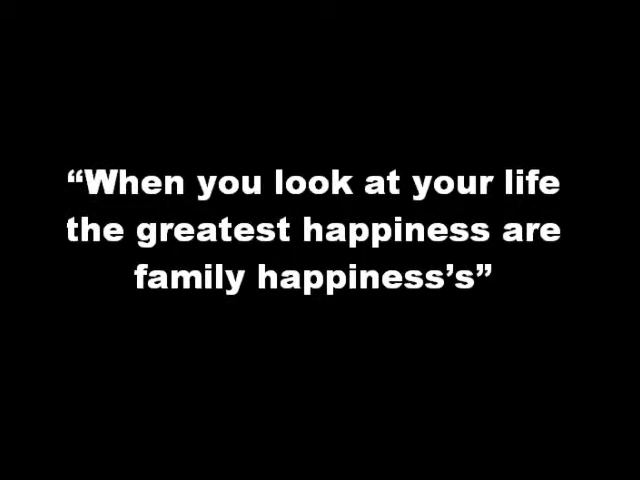 “When you look at your life
the greatest happiness are
family happiness’s”